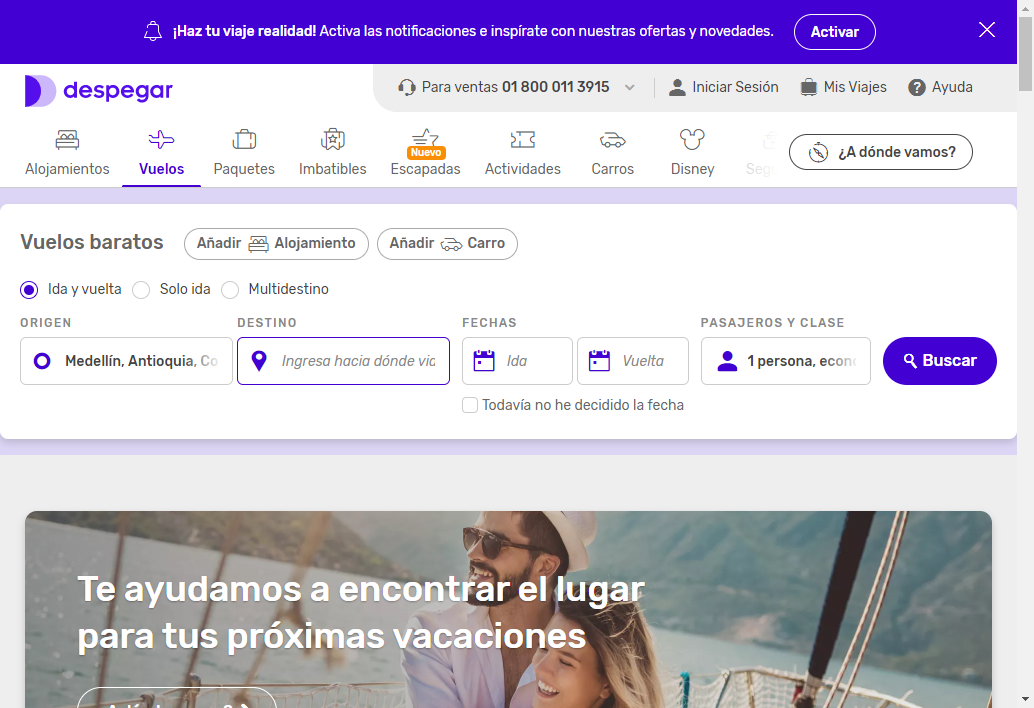 ¡Haz tu viaje realidad! Activa las notificaciones e inspírate con nuestras ofertas y novedades. Activar
despegar Para ventas 01 800 011 3915 Iniciar Sesión Mis Viajes Ayuda
Nuevo
¿A dónde vamos?
Alojamientos Vuelos Paquetes Imbatibles Escapadas Actividades Carros Disney Seg
Vuelos baratos Añadir Alojamiento Añadir Carro
Ida y vuelta Solo ida Multidestino
ORIGEN DESTINO FECHAS PASAJEROS Y CLASE
Medellín, Antioquia, Co Ingresa hacia dónde via Ida Vuelta 1 persona, econ Buscar
Todavía no he decidido la fecha
Te ayudamos a encontrar el lugar
para tus próximas vacaciones